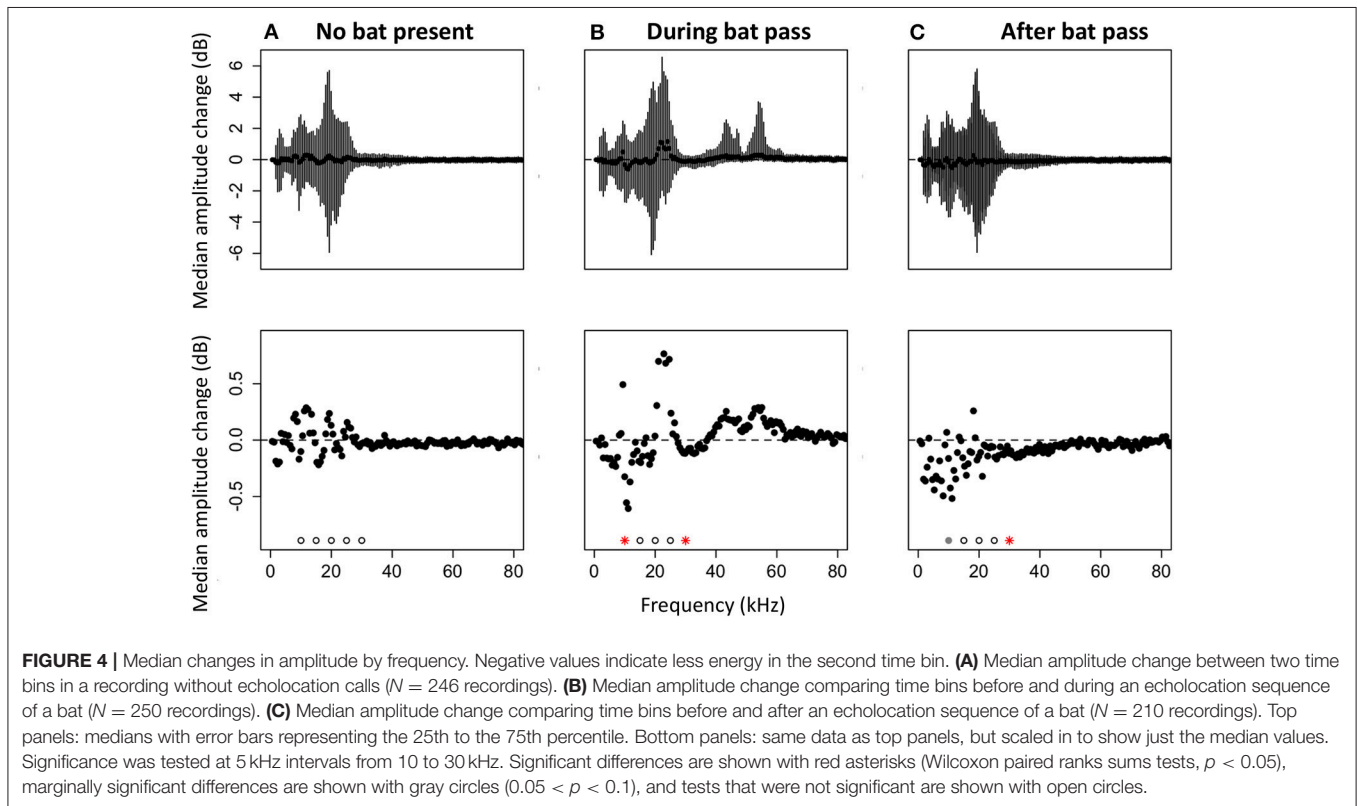 A No bat present
B During bat pass
C After bat pass
Median amplitude change (dB)
6
4
2
0
-2
-4
-6
Median amplitude change (dB)
0.5
0.0
-0.5
0 20 40 60 80
0 20 40 60 80
0 20 40 60 80
Frequency (kHz)
FIGURE 4 | Median changes in amplitude by frequency. Negative values indicate less energy in the second time bin. (A) Median amplitude change between two time
bins in a recording without echolocation calls (N = 246 recordings). (B) Median amplitude change comparing time bins before and during an echolocation sequence
of a bat (N = 250 recordings). (C) Median amplitude change comparing time bins before and after an echolocation sequence of a bat (N = 210 recordings). Top
panels: medians with error bars representing the 25th to the 75th percentile. Bottom panels: same data as top panels, but scaled in to show just the median values.
Significance was tested at 5 kHz intervals from 10 to 30 kHz. Significant differences are shown with red asterisks (Wilcoxon paired ranks sums tests, p < 0.05),
marginally significant differences are shown with gray circles (0.05 < p < 0.1), and tests that were not significant are shown with open circles.